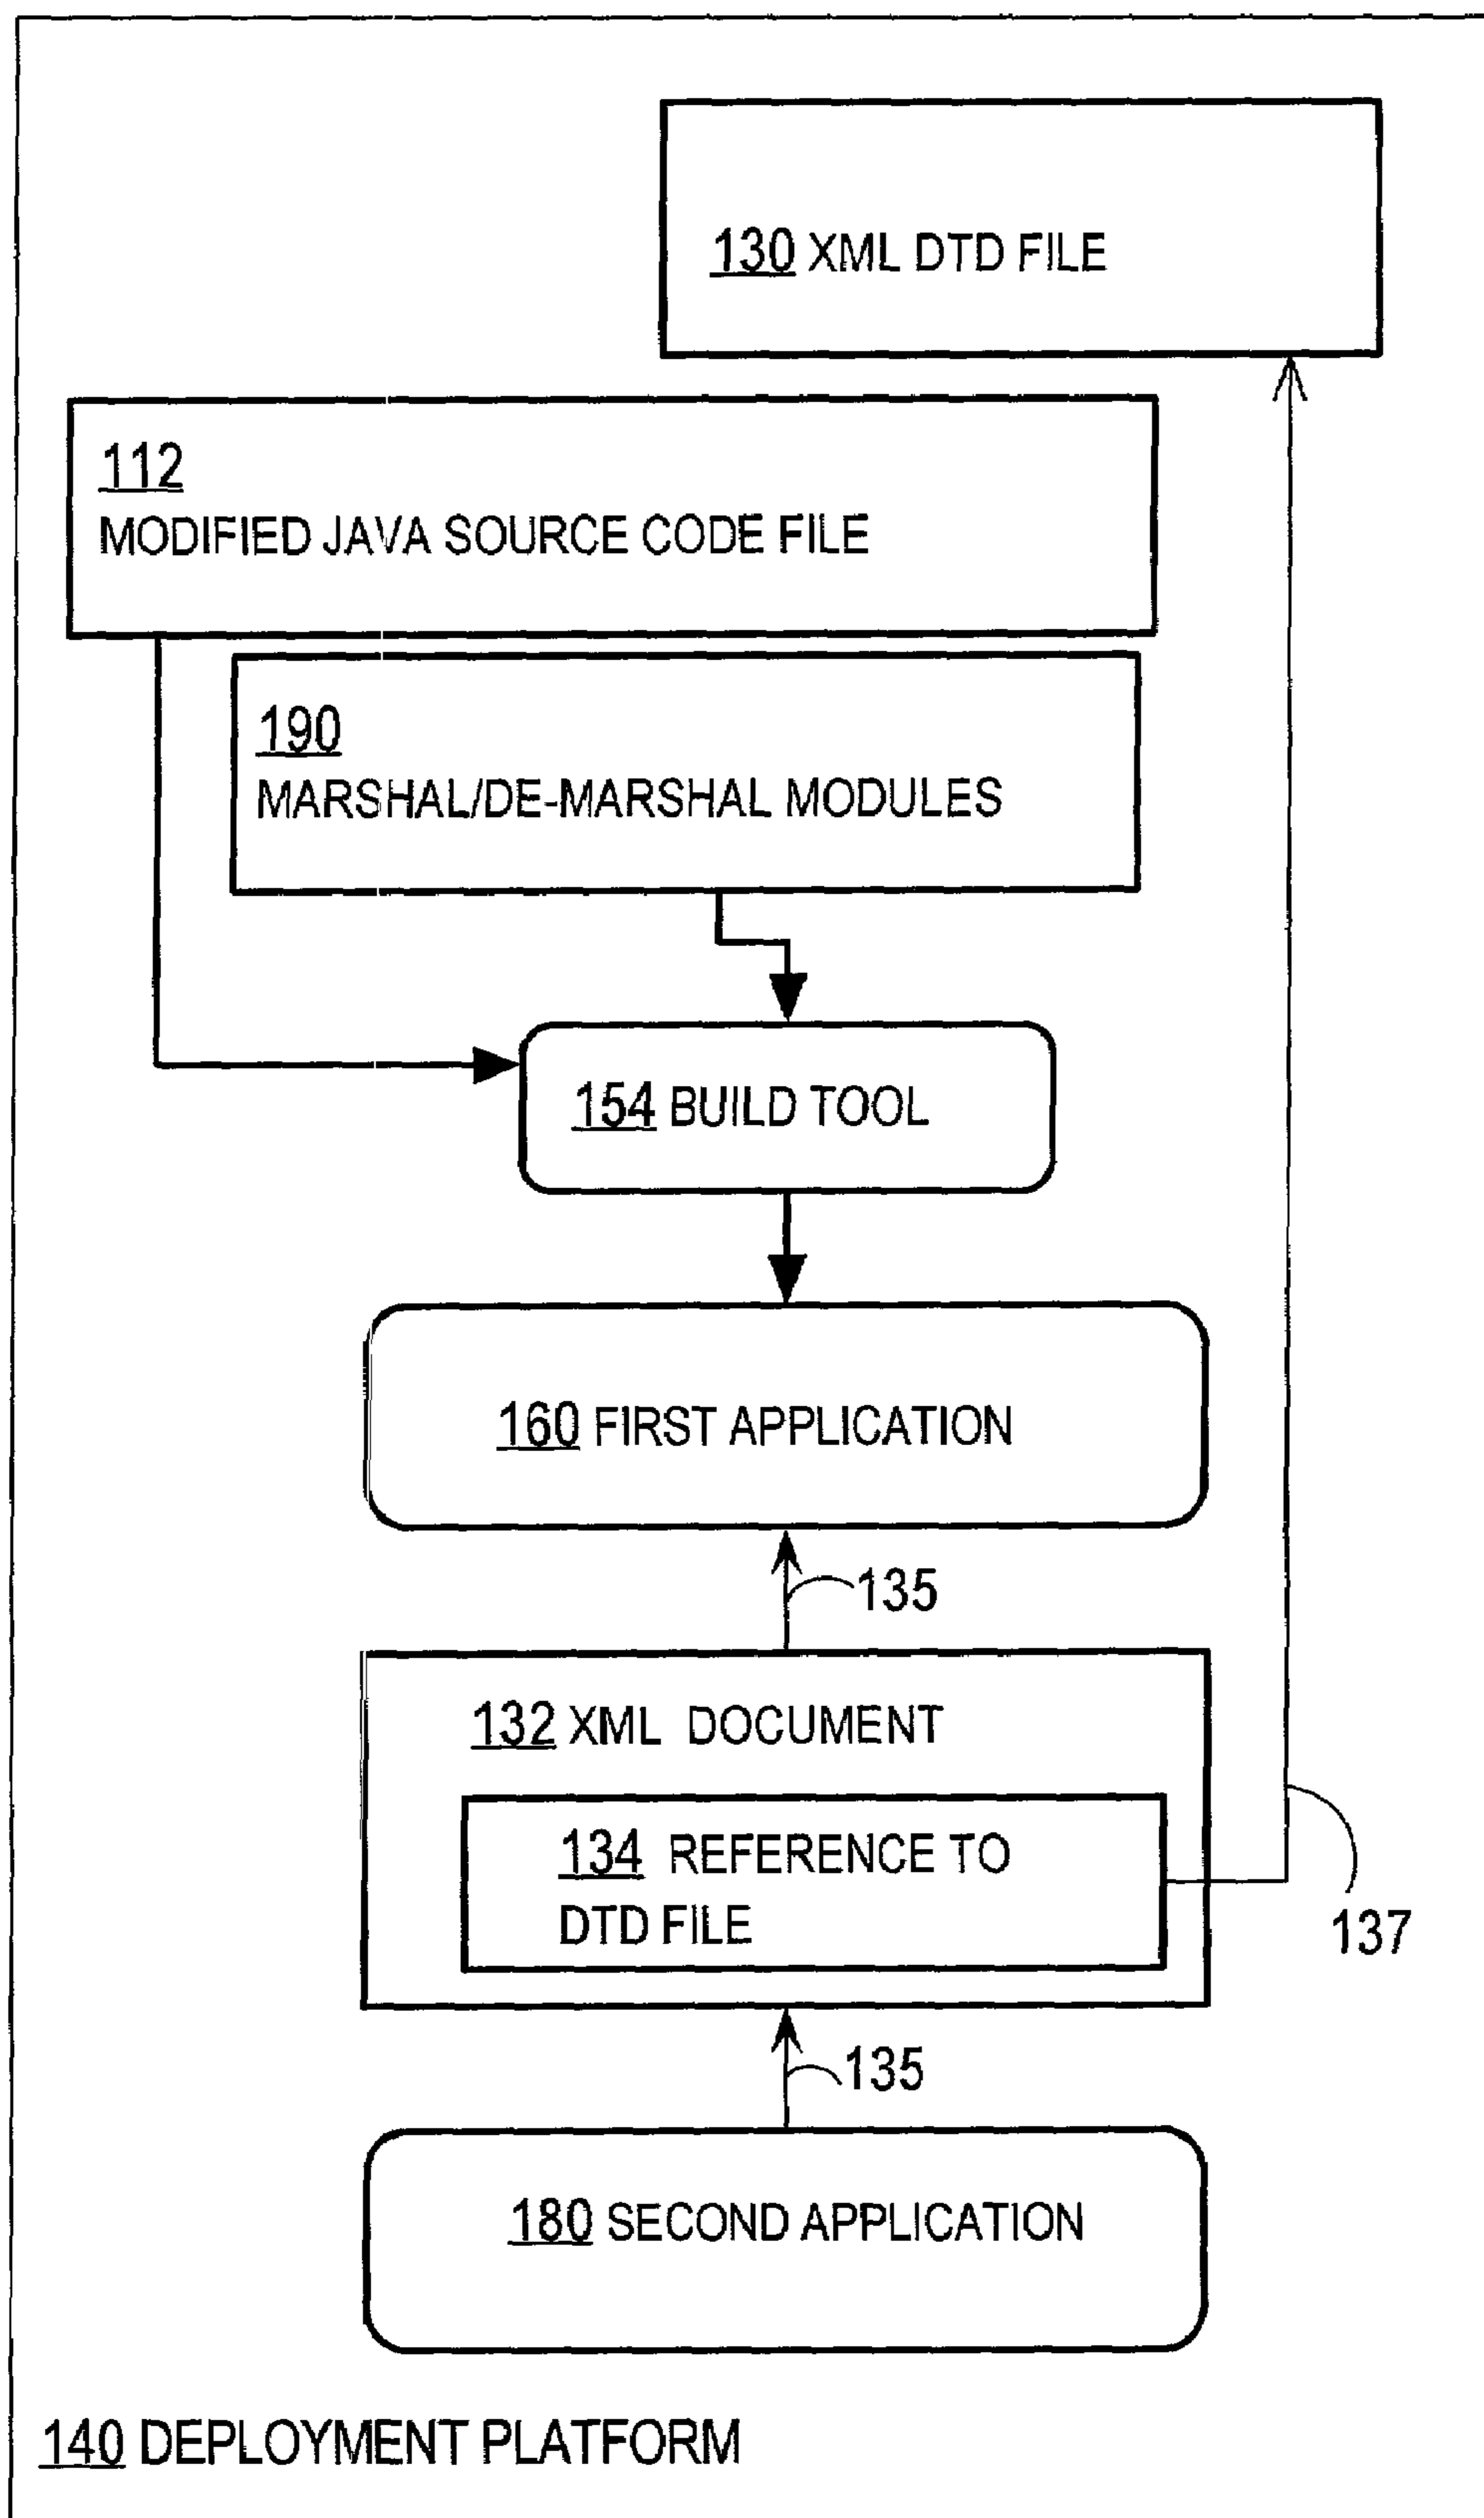 130 XML DTD FILE
112
MODIFIED JAVA SOURCE CODE FILE
190
MARSHAL/DE-MARSHAL MODULES
154 BUILD TOOL
160 FIRST APPLICATION
135
132 XML DOCUMENT
134 REFERENCE TO
DTD FILE
137
135
180 SECOND APPLICATION
140 DEPLOYMENT PLATFORM